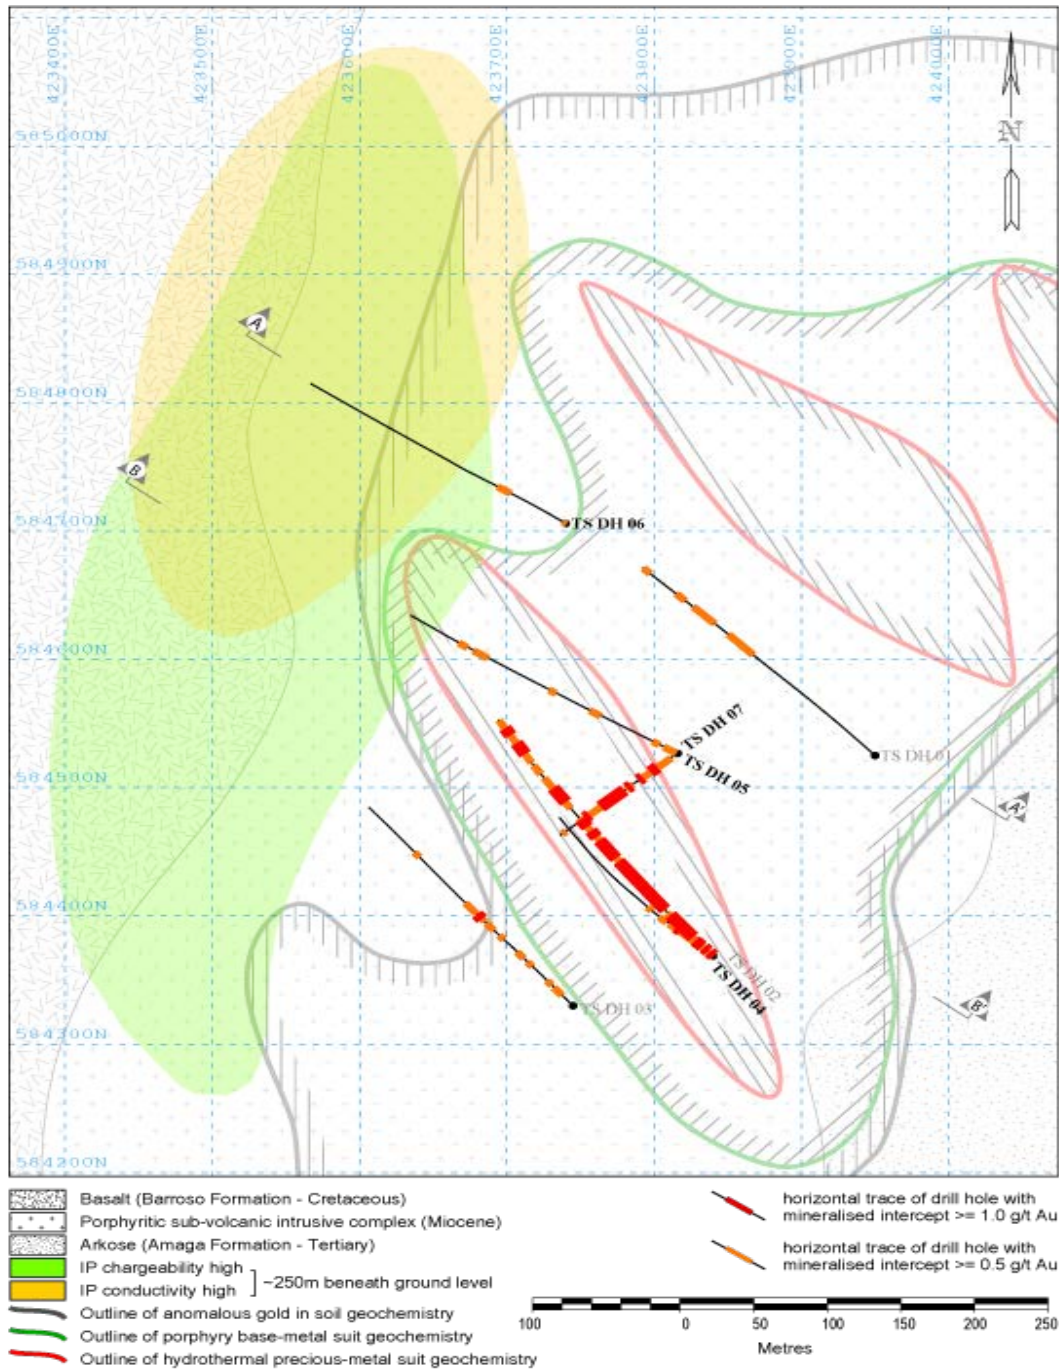 423400E
423500E
423600E
423700E
423800E
423900E
424000E
N
585000N
584900N
A
584800N
B
584700N
TS DH 06
584600N
TS DH 07
TS DH 01
TS DH 05
584500N
A'
584400N
TS DH 02
TS DH 04
TS DH 03
B'
584300N
584200N
Basalt (Barroso Formation - Cretaceous)
Porphyritic sub-volcanic intrusive complex (Miocene)
Arkose (Amaga Formation - Tertiary)
IP chargeability high
IP conductivity high
~250m beneath ground level
Outline of anomalous gold in soil geochemistry
Outline of porphyry base-metal suit geochemistry
Outline of hydrothermal precious-metal suit geochemistry
horizontal trace of drill hole with
mineralised intercept >= 1.0 g/t Au
horizontal trace of drill hole with
mineralised intercept >= 0.5 g/t Au
100 0 50 100 150 200 250
Metres